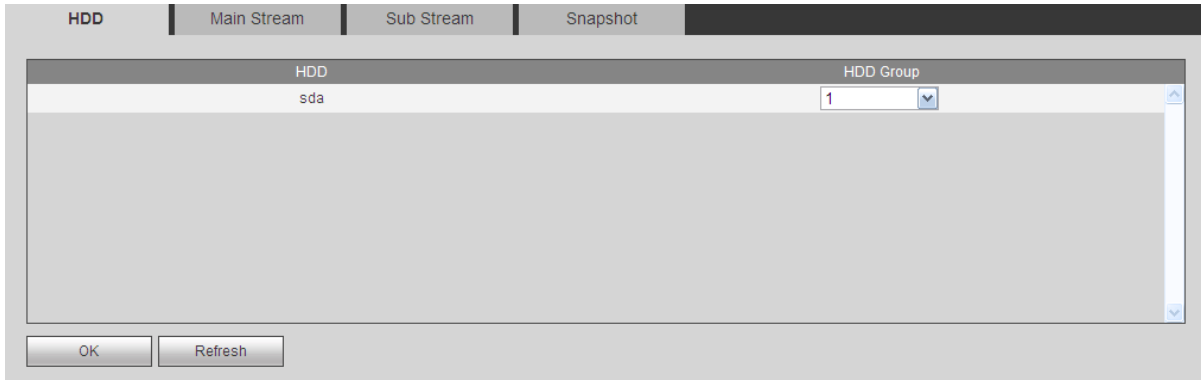 HDD Main Stream Sub Stream Snapshot
HDD HDD Group
sda 1
OK Refresh